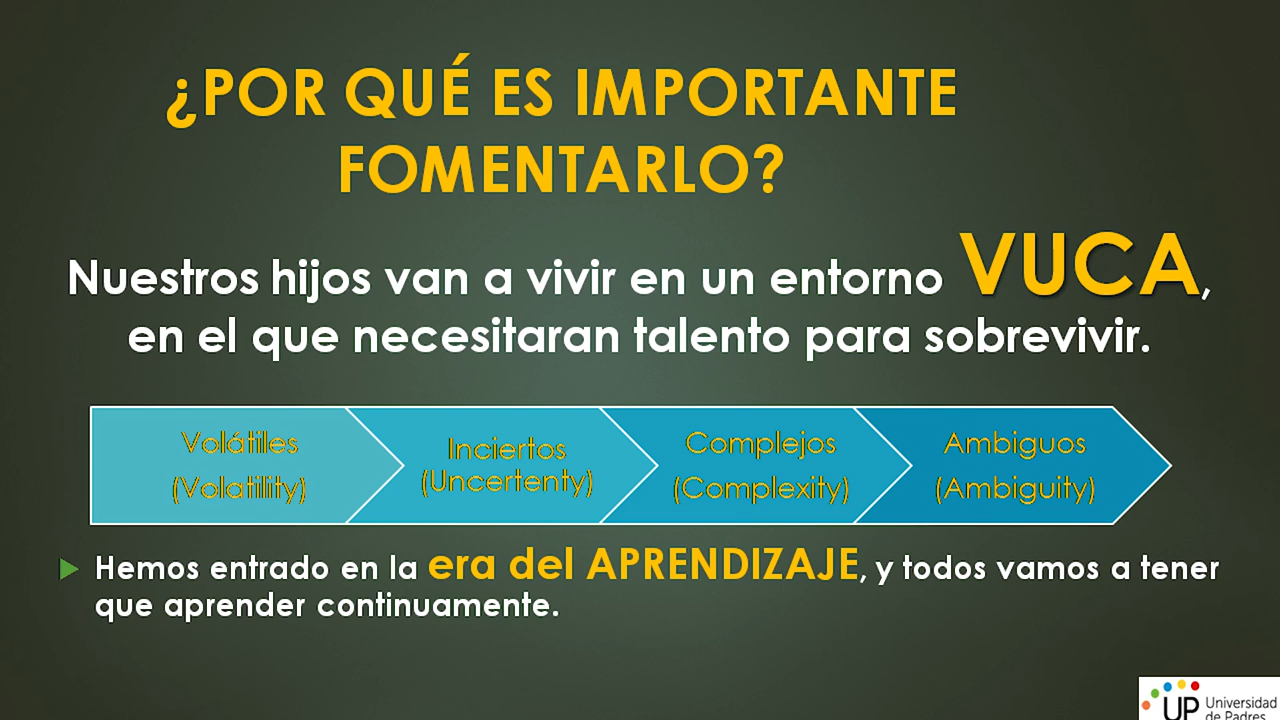 ¿POR QUÉ ES IMPORTANTE
FOMENTARLO?
Nuestros hijos van a vivir en un entorno VUCA,
en el que necesitaran talento para sobrevivir.
Volátiles
(Volatility)
Inciertos
(Uncertenty)
Complejos
(Complexity)
Ambiguos
(Ambiguity)
Hemos entrado en la era del APRENDIZAJE, y todos vamos a tener
que aprender continuamente.
UP Universidad
de Padres